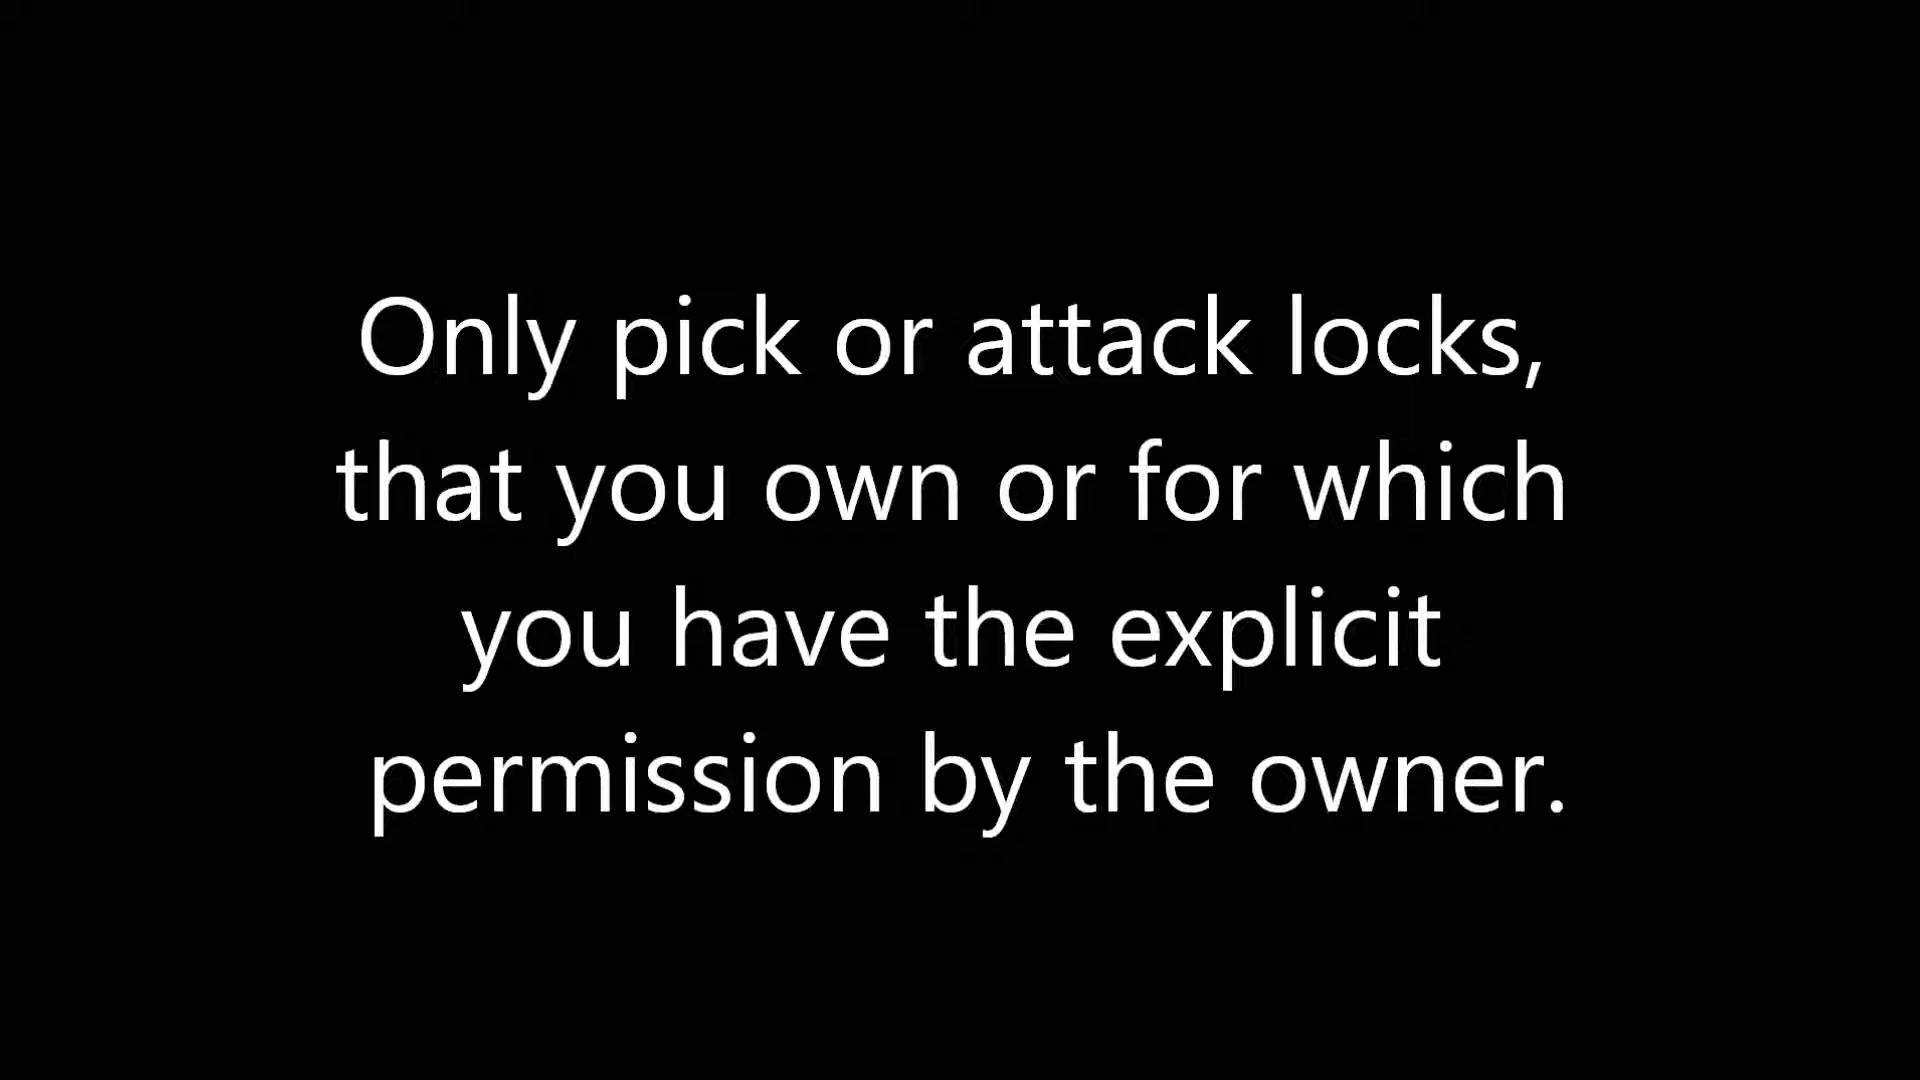 Only pick or attack locks,
that you own or for which
you have the explicit
permission by the owner.